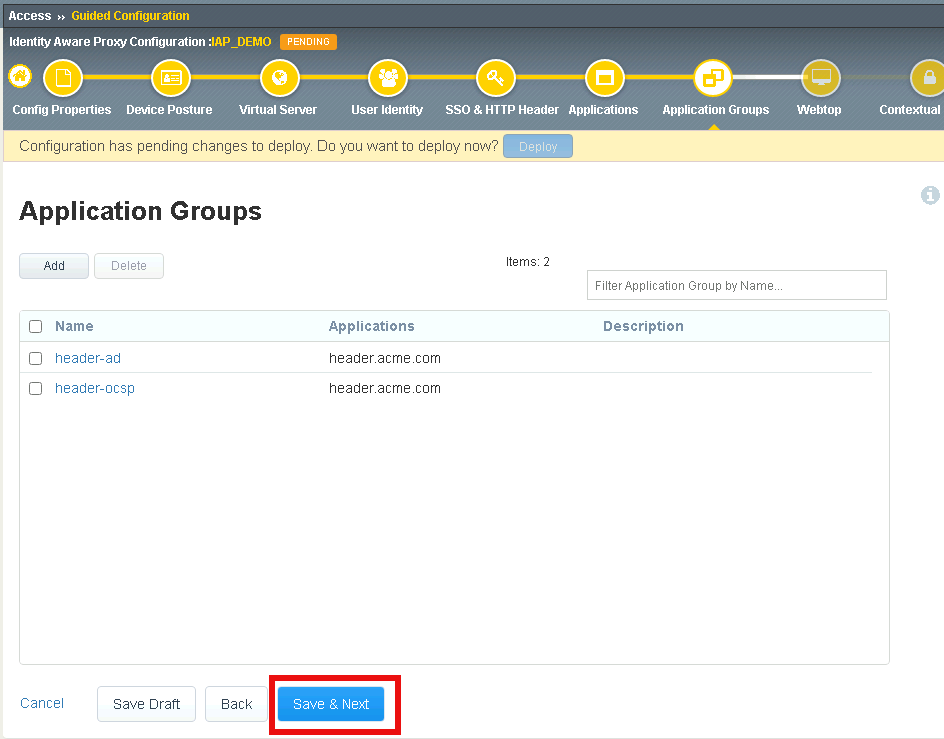 Access ›› Guided Configuration
Identity Aware Proxy Configuration :IAP_DEMO PENDING
Config Properties Device Posture Virtual Server User Identity SSO & HTTP Header Applications Application Groups Webtop Contextual
Configuration has pending changes to deploy. Do you want to deploy now? Deploy
Application Groups
Add Delete Items: 2
Filter Application Group by Name...
Name Applications Description
header-ad header.acme.com
header-ocsp header.acme.com
Cancel Save Draft Back Save & Next